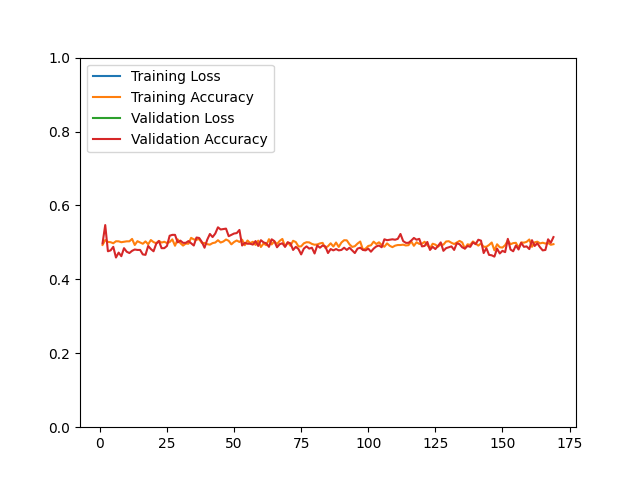 1.0
0.8
0.6
0.4
0.2
0.0
Training Loss
Training Accuracy
Validation Loss
Validation Accuracy
0 25 50 75 100 125 150 175